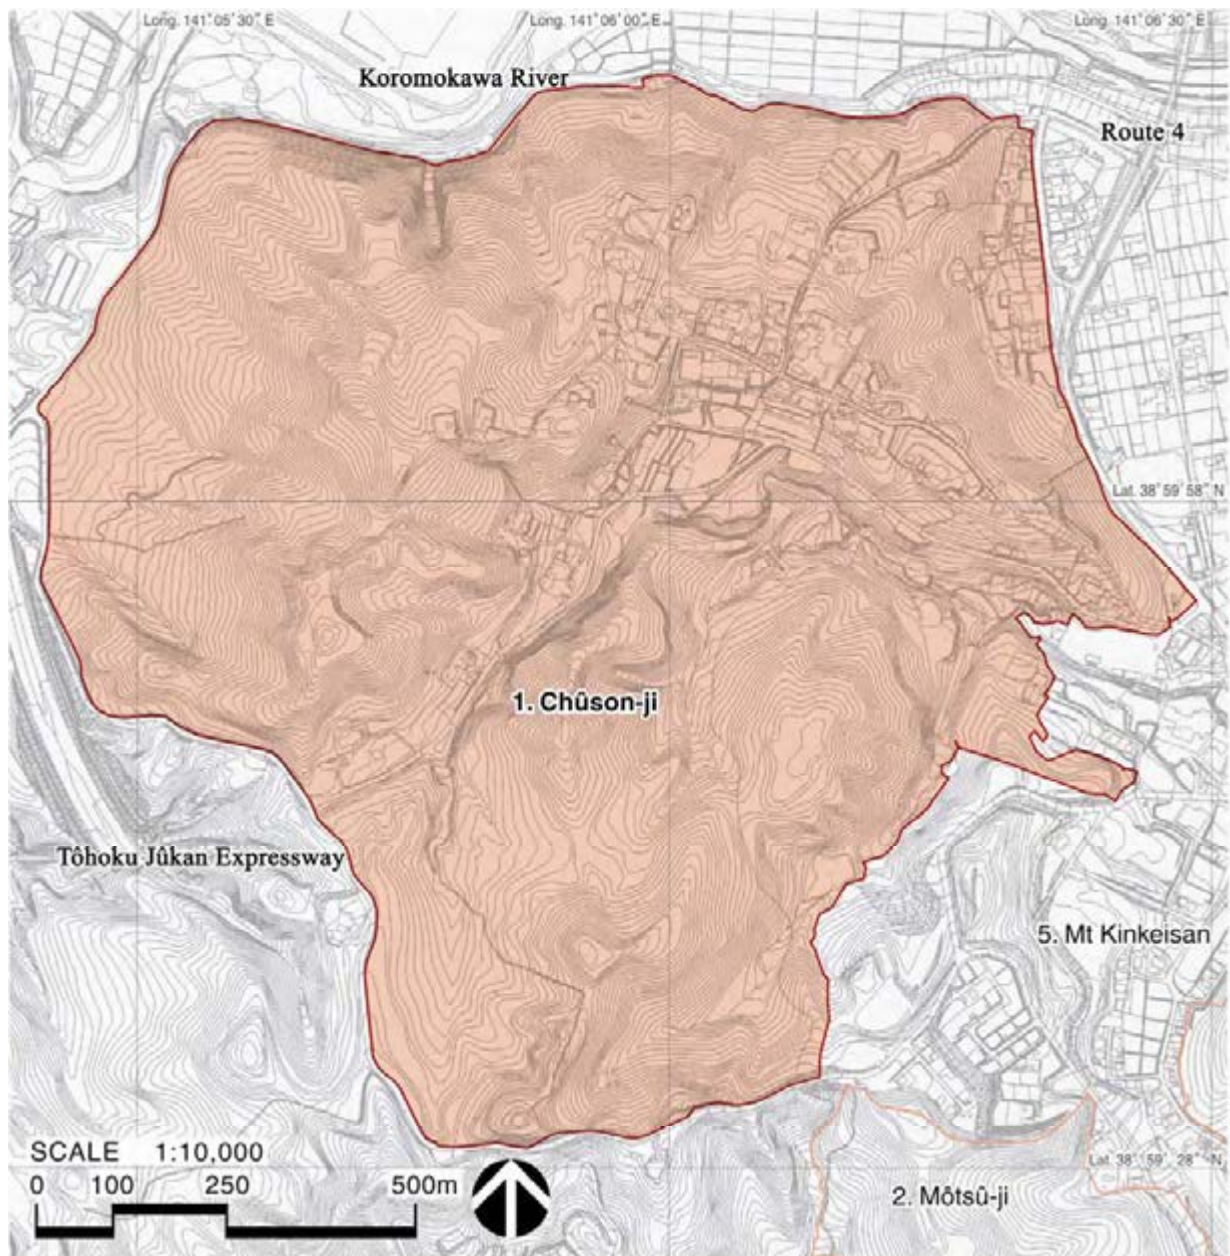 Long. 141° 05' 30" E
Long. 141° 06' 00" E
Long. 141° 06' 30" E
Koromokawa River
Route 4
Lat. 38° 59' 58" N
1. Chûson-ji
Tôhoku Jûkan Expressway
5. Mt Kinkeisan
SCALE 1:10,000
0 100 250 500m
Lat. 38° 59' 28" N
2. Môtsû-ji